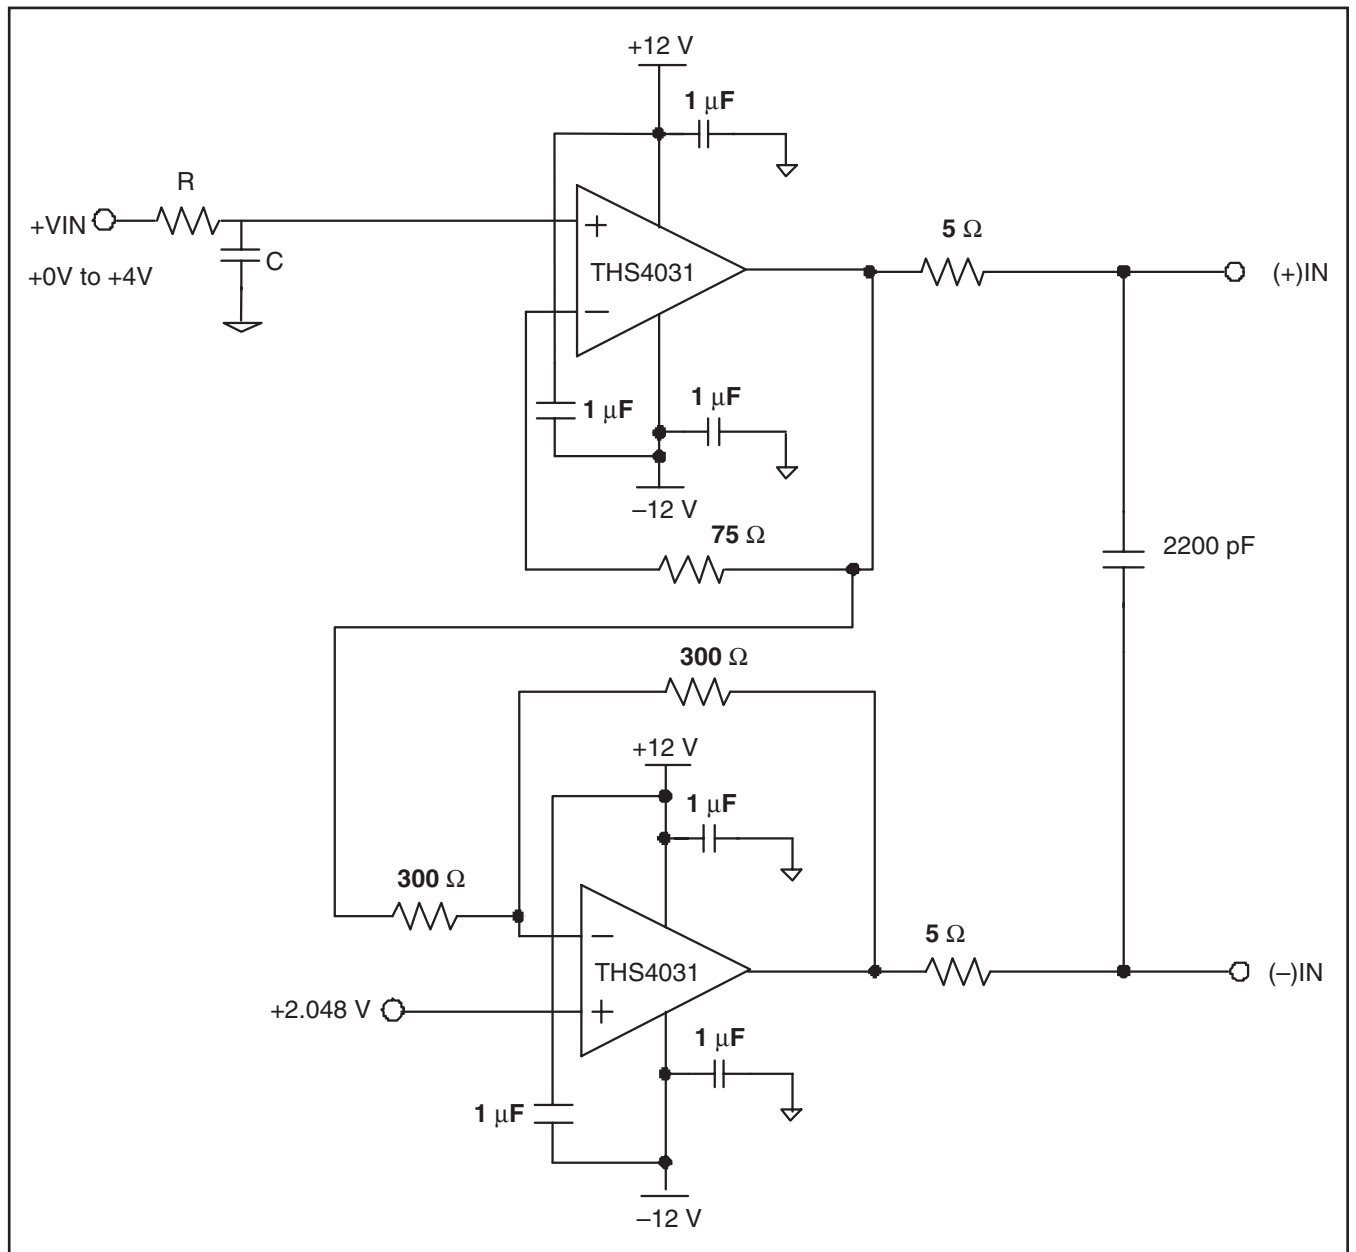 +12 V
1 μF
R
+VIN
C
+0V to +4V
+
THS4031
–
5 Ω
(+)IN
1 μF
1 μF
–12 V
75 Ω
2200 pF
300 Ω
+12 V
1 μF
300 Ω
–
THS4031
+
5 Ω
(–)IN
+2.048 V
1 μF
1 μF
–12 V